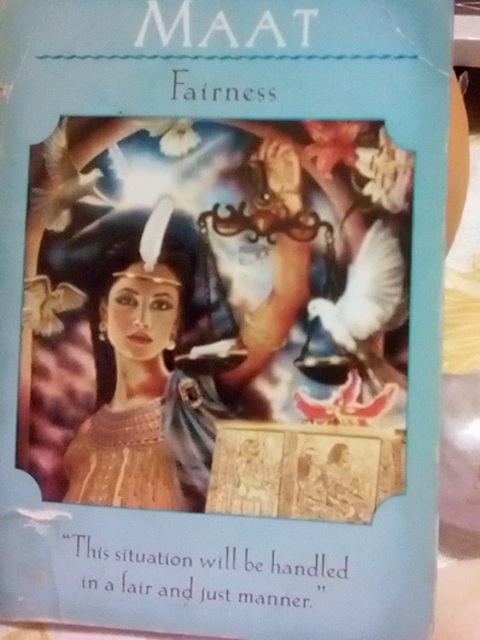 MAAT
Fairness
“This situation will be handled
in a fair and just manner.”